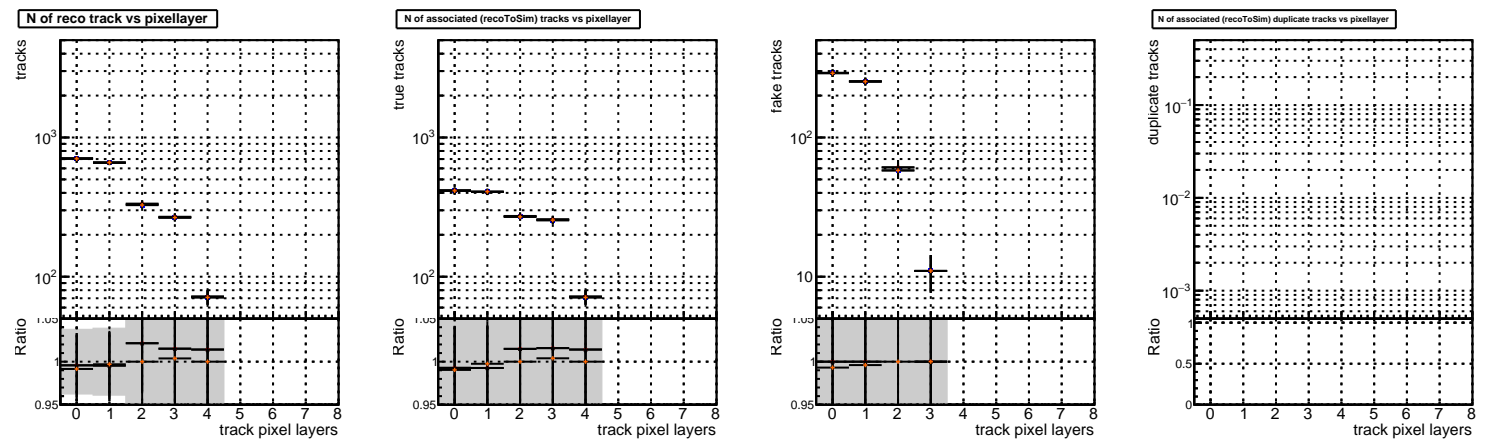 N of reco track vs pixellayer
tracks
10³
10²
Ratio
1.05
1
0.95
0 1 2 3 4 5 6 7 8
track pixel layers
N of associated (recoToSim) tracks vs pixellayer
true tracks
10³
10²
Ratio
1.05
1
0.95
0 1 2 3 4 5 6 7 8
track pixel layers
fake tracks
10²
10
Ratio
1.05
1
0.95
0 1 2 3 4 5 6 7 8
track pixel layers
N of associated (recoToSim) duplicate tracks vs pixellayer
duplicate tracks
10⁻¹
10⁻²
10⁻³
Ratio
1
0.5
0
0 1 2 3 4 5 6 7 8
track pixel layers